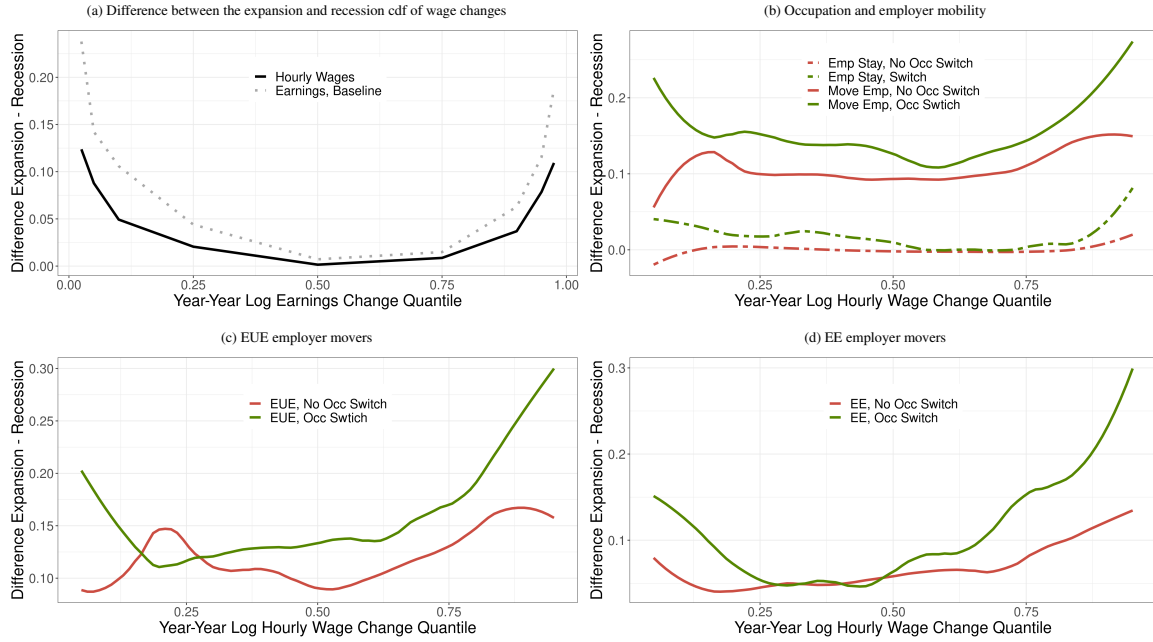 (a) Difference between the expansion and recession cdf of wage changes
Difference Expansion - Recession
0.20
0.15
0.10
0.05
0.00
Hourly Wages
Earnings, Baseline
0.00
0.25
0.50
0.75
1.00
Year-Year Log Earnings Change Quantile
(b) Occupation and employer mobility
Difference Expansion - Recession
0.2
0.1
0.0
Emp Stay, No Occ Switch
Emp Stay, Switch
Move Emp, No Occ Switch
Move Emp, Occ Swtich
0.25
0.50
0.75
Year-Year Log Hourly Wage Change Quantile
(c) EUE employer movers
Difference Expansion - Recession
0.30
0.25
0.20
0.15
0.10
EUE, No Occ Switch
EUE, Occ Swtich
0.25
0.50
0.75
Year-Year Log Hourly Wage Change Quantile
(d) EE employer movers
Difference Expansion - Recession
0.3
0.2
0.1
EE, No Occ Switch
EE, Occ Switch
0.25
0.50
0.75
Year-Year Log Hourly Wage Change Quantile